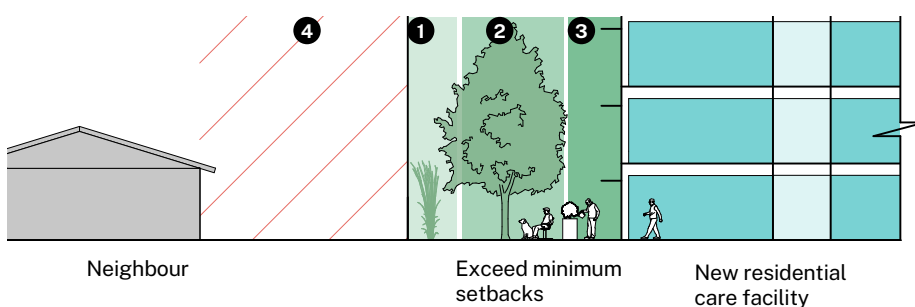 4
1
2
3
Neighbour
Exceed minimum
setbacks
New residential
care facility